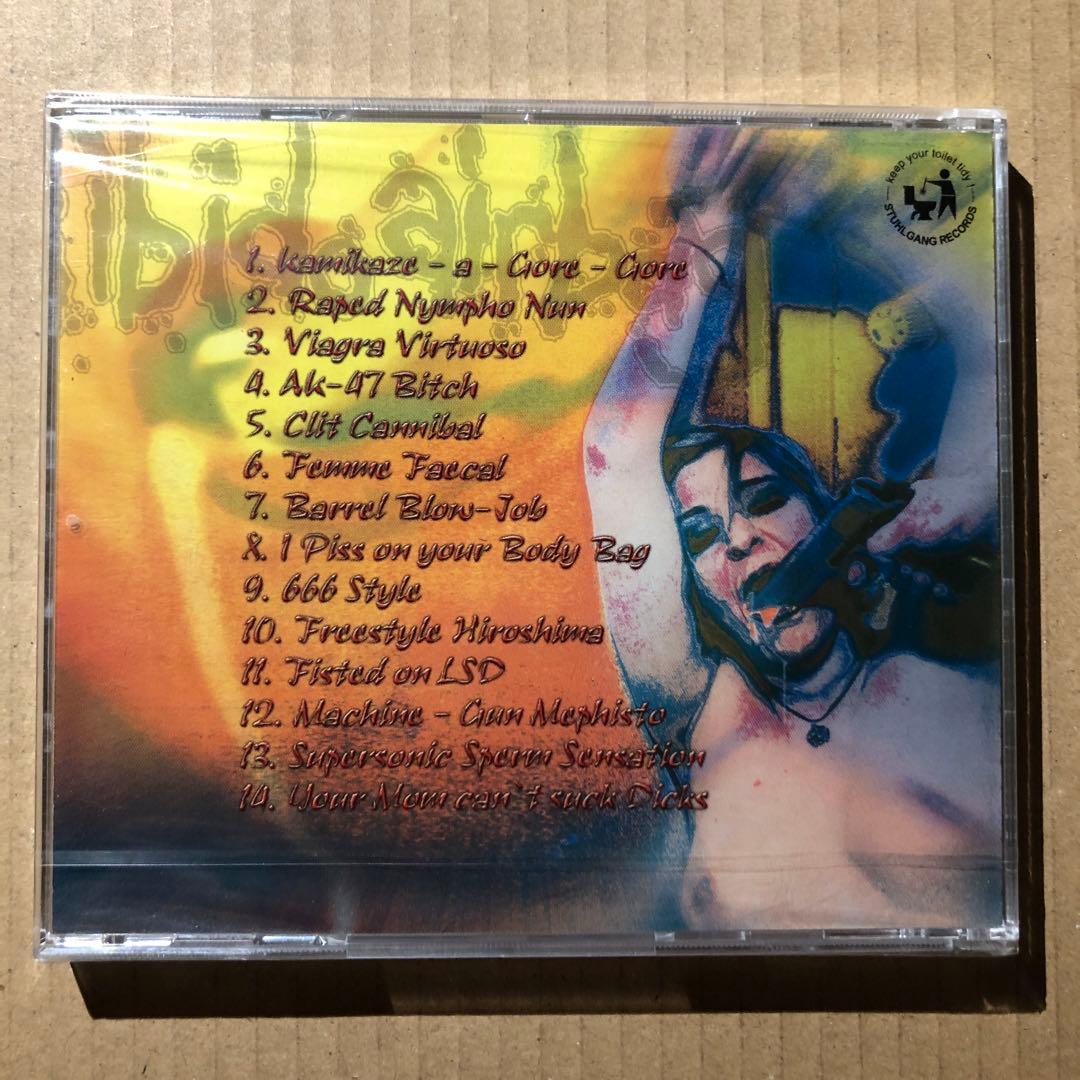 keep your toilet tidy !
STUHLGANG RECORDS
1. Kamikaze - a - Gore - Gore
2. Raped Nympho Nun
3. Viagra Virtuoso
4. Ak-47 Bitch
5. Clit Cannibal
6. Femme Faecal
7. Barrel Blow-Job
8. I Piss on your Body Bag
9. 666 Style
10. Freestyle Hiroshima
11. Fisted on LSD
12. Machine - Gun Mephisto
13. Supersonic Sperm Sensation
14. Your Mom can't suck Dicks